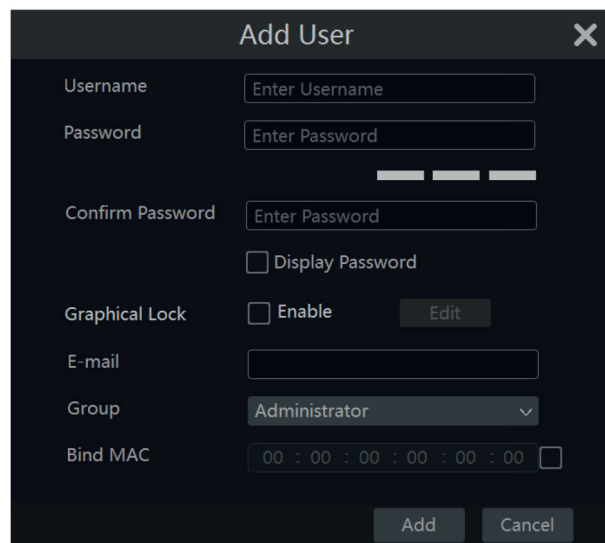 Add User
Username Enter Username
Password Enter Password
Confirm Password Enter Password
Display Password
Graphical Lock Enable Edit
E-mail
Group Administrator
Bind MAC 00 : 00 : 00 : 00 : 00 : 00
Add Cancel